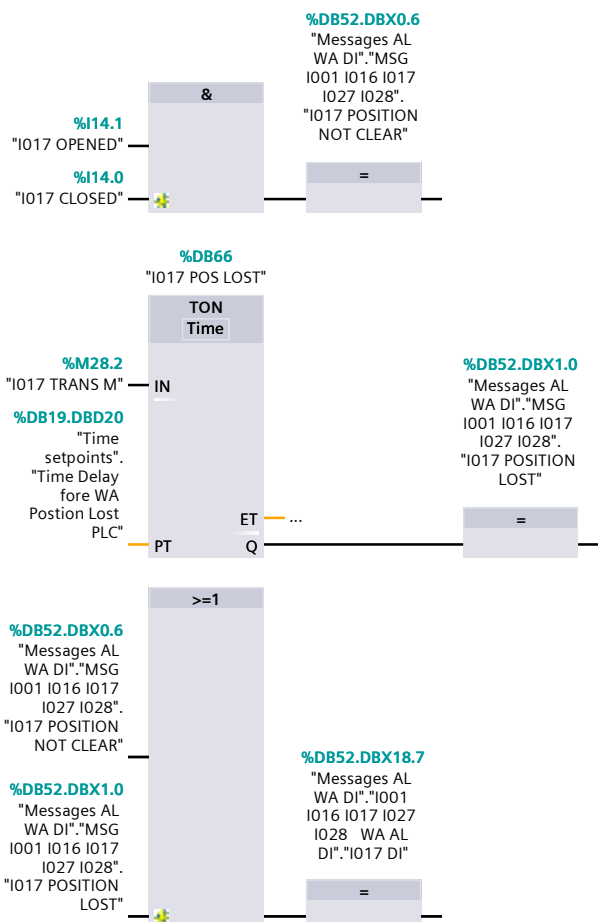 %DB52.DBX0.6
"Messages AL
WA DI"."MSG
I001 I016 I017
I027 I028".
"I017 POSITION
NOT CLEAR"
&
%I14.1
"I017 OPENED"
%I14.0
"I017 CLOSED"
=
%DB66
"I017 POS LOST"
TON
Time
%M28.2
"I017 TRANS M"
IN
%DB19.DBD20
"Time
setpoints".
"Time Delay
fore WA
Postion Lost
PLC"
PT
ET
...
Q
%DB52.DBX1.0
"Messages AL
WA DI"."MSG
I001 I016 I017
I027 I028".
"I017 POSITION
LOST"
=
>=1
%DB52.DBX0.6
"Messages AL
WA DI"."MSG
I001 I016 I017
I027 I028".
"I017 POSITION
NOT CLEAR"
%DB52.DBX1.0
"Messages AL
WA DI"."MSG
I001 I016 I017
I027 I028".
"I017 POSITION
LOST"
%DB52.DBX18.7
"Messages AL
WA DI"."I001
I016 I017 I027
I028 WA AL
DI"."I017 DI"
=